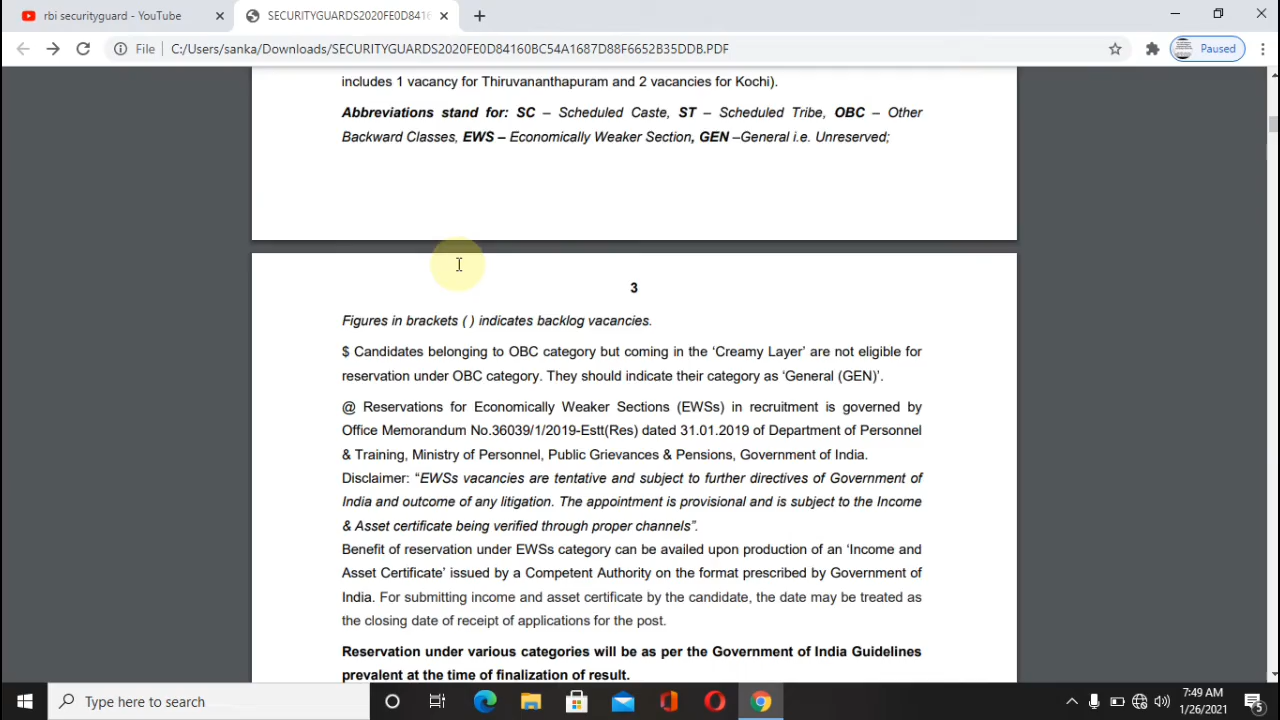 rbi securityguard - YouTube
SECURITYGUARDS2020FE0D8416
File
C:/Users/sanka/Downloads/SECURITYGUARDS2020FE0D84160BC54A1687D88F6652B35DDB.PDF
Paused
includes 1 vacancy for Thiruvananthapuram and 2 vacancies for Kochi).
Abbreviations stand for: SC – Scheduled Caste, ST – Scheduled Tribe, OBC – Other
Backward Classes, EWS – Economically Weaker Section, GEN –General i.e. Unreserved;
3
Figures in brackets ( ) indicates backlog vacancies.
$ Candidates belonging to OBC category but coming in the ‘Creamy Layer’ are not eligible for
reservation under OBC category. They should indicate their category as ‘General (GEN)’.
@ Reservations for Economically Weaker Sections (EWSs) in recruitment is governed by
Office Memorandum No.36039/1/2019-Estt(Res) dated 31.01.2019 of Department of Personnel
& Training, Ministry of Personnel, Public Grievances & Pensions, Government of India.
Disclaimer: “EWSs vacancies are tentative and subject to further directives of Government of
India and outcome of any litigation. The appointment is provisional and is subject to the Income
& Asset certificate being verified through proper channels”.
Benefit of reservation under EWSs category can be availed upon production of an ‘Income and
Asset Certificate’ issued by a Competent Authority on the format prescribed by Government of
India. For submitting income and asset certificate by the candidate, the date may be treated as
the closing date of receipt of applications for the post.
Reservation under various categories will be as per the Government of India Guidelines
prevalent at the time of finalization of result.
Type here to search
7:49 AM
1/26/2021
5